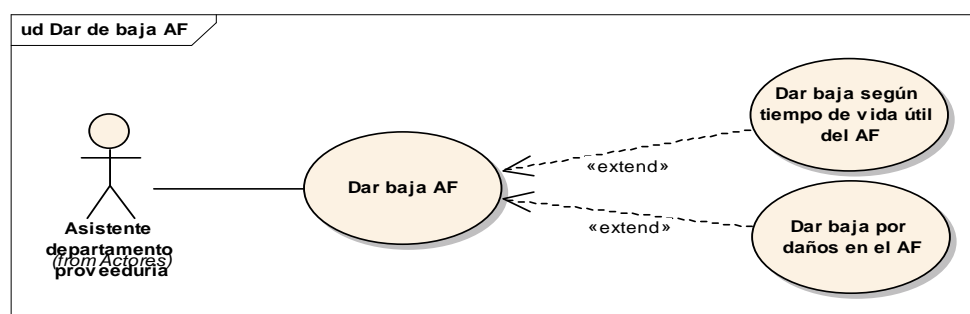 ud Dar de baja AF
Dar baja según
tiempo de vida útil
del AF
«extend»
Dar baja AF
«extend»
Dar baja por
daños en el AF
Asistente
departamento
(from Actores)
proveeduria